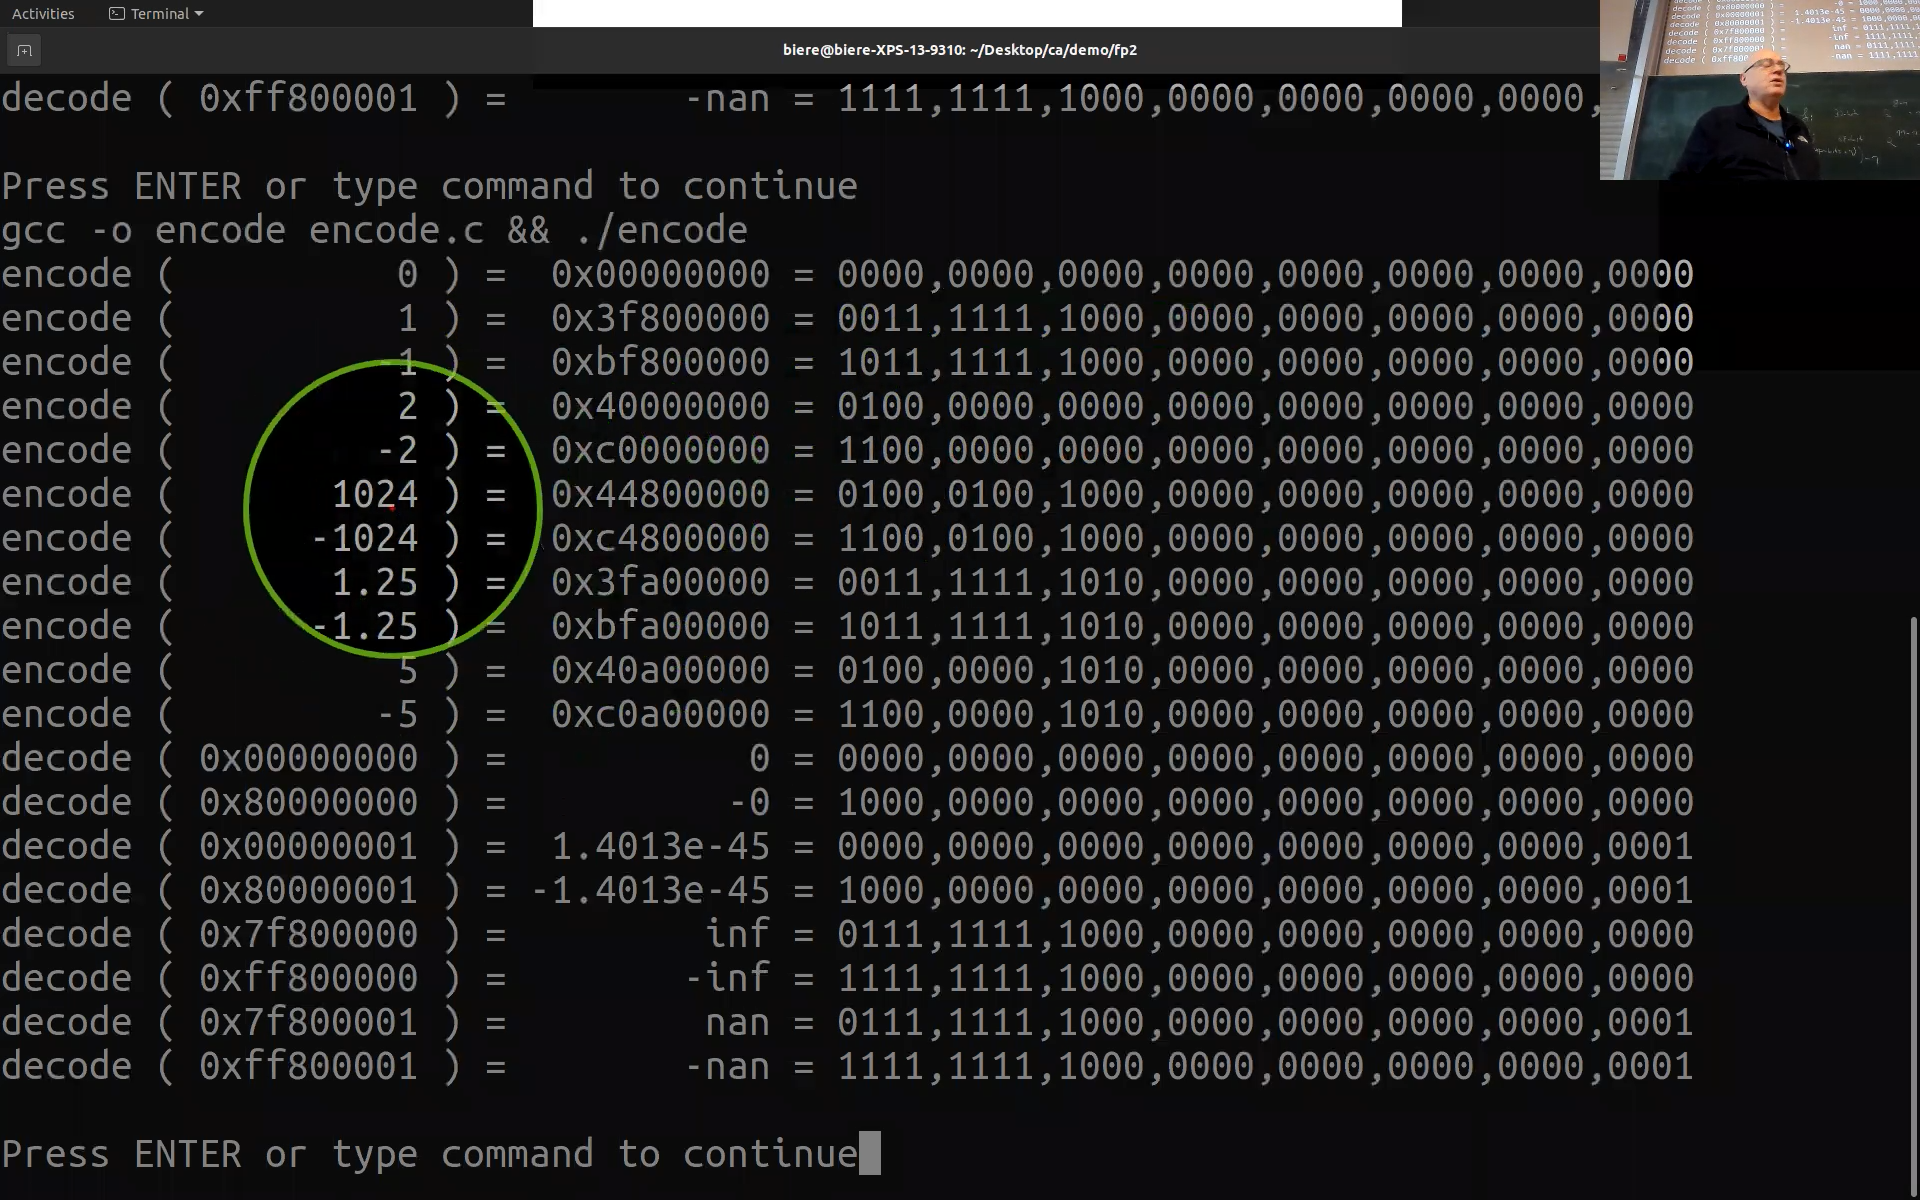 Activities Terminal
biere@biere-XPS-13-9310: ~/Desktop/ca/demo/fp2
decode ( 0xff800001 ) = -nan = 1111,1111,1000,0000,0000,0000,0000,
Press ENTER or type command to continue
gcc -o encode encode.c && ./encode
encode ( 0 ) = 0x00000000 = 0000,0000,0000,0000,0000,0000,0000,0000
encode ( 1 ) = 0x3f800000 = 0011,1111,1000,0000,0000,0000,0000,0000
encode ( -1 ) = 0xbf800000 = 1011,1111,1000,0000,0000,0000,0000,0000
encode ( 2 ) = 0x40000000 = 0100,0000,0000,0000,0000,0000,0000,0000
encode ( -2 ) = 0xc0000000 = 1100,0000,0000,0000,0000,0000,0000,0000
encode ( 1024 ) = 0x44800000 = 0100,0100,1000,0000,0000,0000,0000,0000
encode ( -1024 ) = 0xc4800000 = 1100,0100,1000,0000,0000,0000,0000,0000
encode ( 1.25 ) = 0x3fa00000 = 0011,1111,1010,0000,0000,0000,0000,0000
encode ( -1.25 ) = 0xbfa00000 = 1011,1111,1010,0000,0000,0000,0000,0000
encode ( 5 ) = 0x40a00000 = 0100,0000,1010,0000,0000,0000,0000,0000
encode ( -5 ) = 0xc0a00000 = 1100,0000,1010,0000,0000,0000,0000,0000
decode ( 0x00000000 ) = 0 = 0000,0000,0000,0000,0000,0000,0000,0000
decode ( 0x80000000 ) = -0 = 1000,0000,0000,0000,0000,0000,0000,0000
decode ( 0x00000001 ) = 1.4013e-45 = 0000,0000,0000,0000,0000,0000,0000,0001
decode ( 0x80000001 ) = -1.4013e-45 = 1000,0000,0000,0000,0000,0000,0000,0001
decode ( 0x7f800000 ) = inf = 0111,1111,1000,0000,0000,0000,0000,0000
decode ( 0xff800000 ) = -inf = 1111,1111,1000,0000,0000,0000,0000,0000
decode ( 0x7f800001 ) = nan = 0111,1111,1000,0000,0000,0000,0000,0001
decode ( 0xff800001 ) = -nan = 1111,1111,1000,0000,0000,0000,0000,0001
Press ENTER or type command to continue